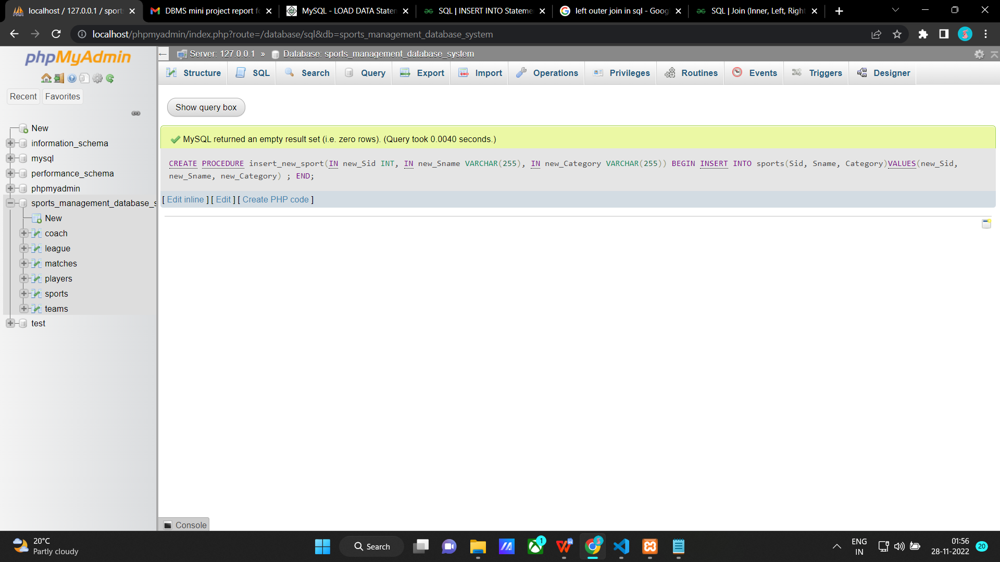 localhost / 127.0.0.1 / sport
DBMS mini project report fo
MySQL - LOAD DATA Staten
SQL | INSERT INTO Stateme
left outer join in sql - Goog
SQL | Join (Inner, Left, Right
localhost/phpmyadmin/index.php?route=/database/sql&db=sports_management_database_system
phpMyAdmin
Recent
Favorites
New
information_schema
mysql
performance_schema
phpmyadmin
sports_management_database_s
New
coach
league
matches
players
sports
teams
test
Server: 127.0.0.1 » Database: sports_management_database_system
Structure
SQL
Search
Query
Export
Import
Operations
Privileges
Routines
Events
Triggers
Designer
Show query box
MySQL returned an empty result set (i.e. zero rows). (Query took 0.0040 seconds.)
CREATE PROCEDURE insert_new_sport(IN new_Sid INT, IN new_Sname VARCHAR(255), IN new_Category VARCHAR(255)) BEGIN INSERT INTO sports(Sid, Sname, Category)VALUES(new_Sid,
new_Sname, new_Category) ; END;
[ Edit inline ] [ Edit ] [ Create PHP code ]
Console
20°C
Partly cloudy
Search
1
ENG
IN
01:56
28-11-2022
20